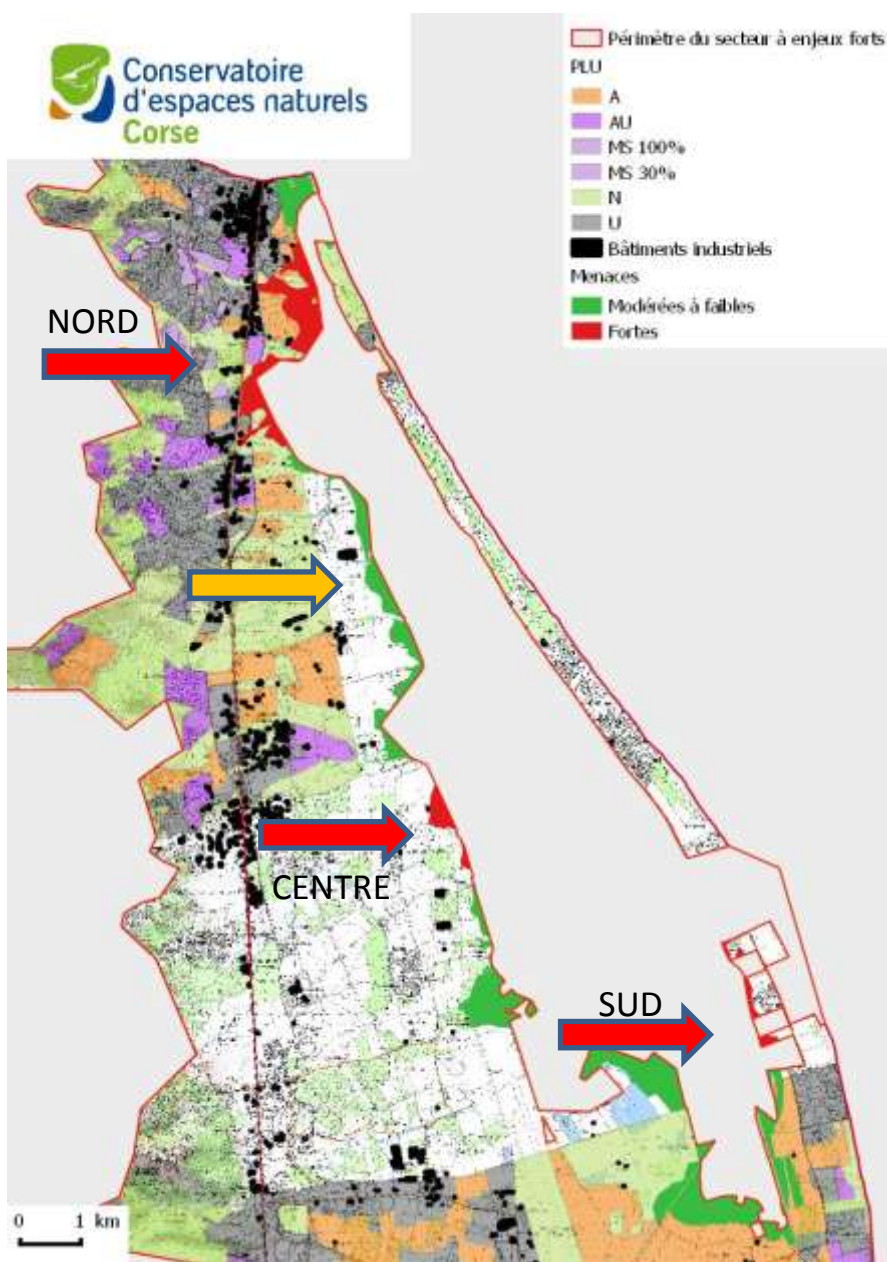 Conservatoire
d'espaces naturels
Corse
Périmètre du secteur à enjeux forts
PLU
A
AU
MS 100%
MS 30%
N
U
Bâtiments industriels
Menaces
Modérées à faibles
Fortes
NORD
CENTRE
SUD
0 1 km